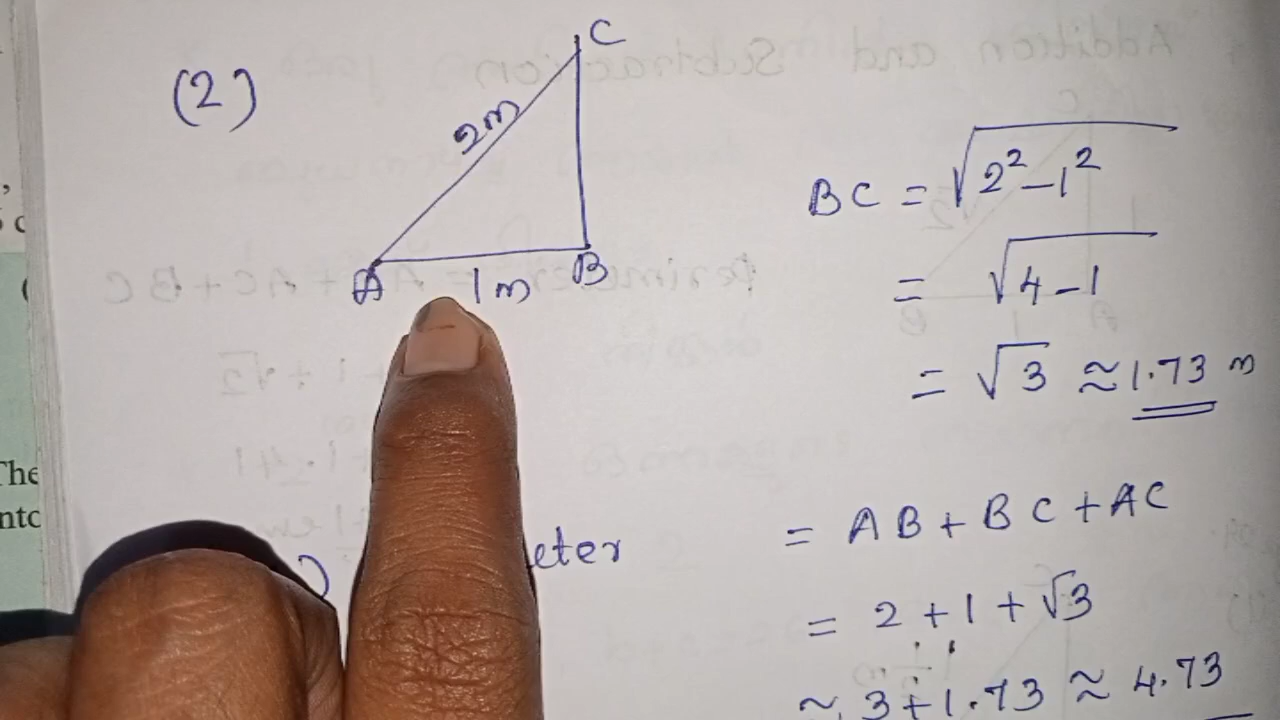 (2)
C
2m
A
1m
B
BC = √2²-1²
= √4-1
= √3 ≈ 1.73 m
eter = AB + BC + AC
= 2 + 1 + √3
≈ 3 + 1.73 ≈ 4.73
The